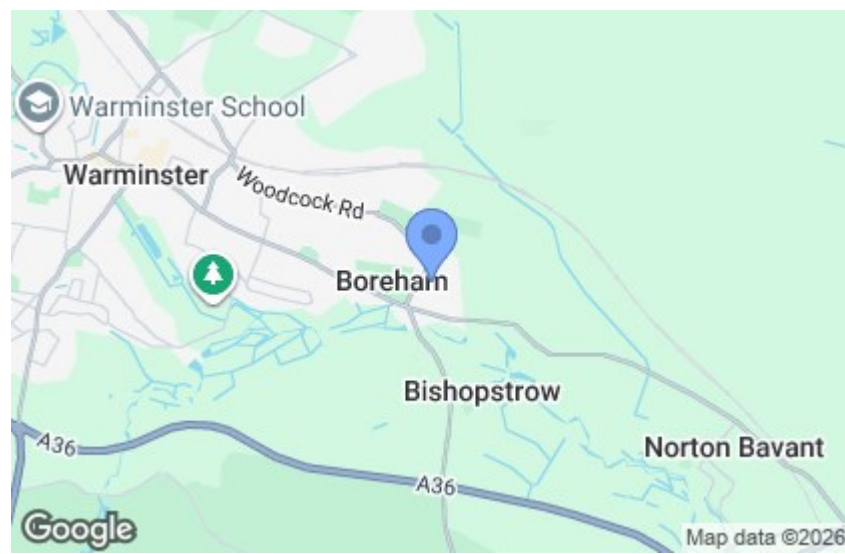 Warminster School
Warminster
Woodcock Rd
Boreham
Bishopstrow
Norton Bavant
A36
A36
Google
Map data ©2026